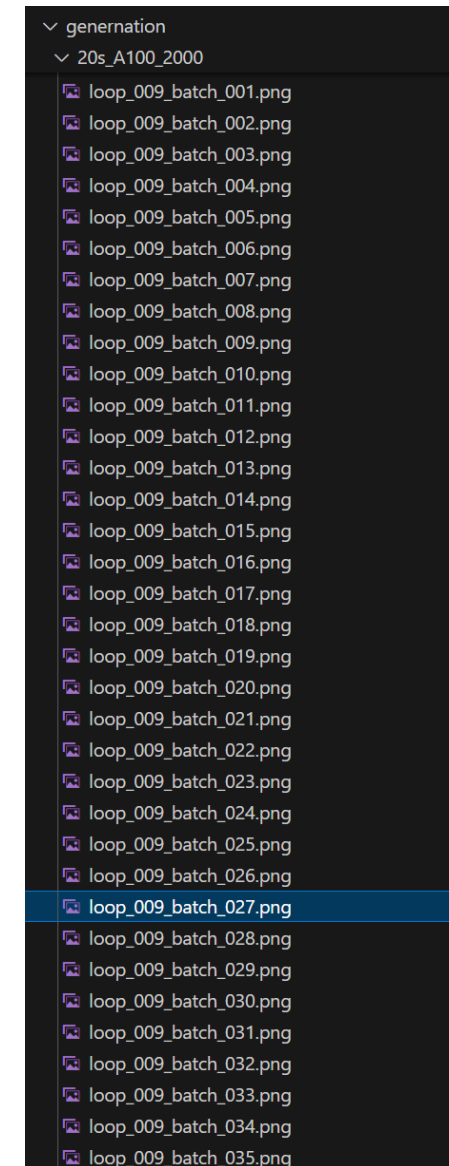 genernation
20s_A100_2000
loop_009_batch_001.png
loop_009_batch_002.png
loop_009_batch_003.png
loop_009_batch_004.png
loop_009_batch_005.png
loop_009_batch_006.png
loop_009_batch_007.png
loop_009_batch_008.png
loop_009_batch_009.png
loop_009_batch_010.png
loop_009_batch_011.png
loop_009_batch_012.png
loop_009_batch_013.png
loop_009_batch_014.png
loop_009_batch_015.png
loop_009_batch_016.png
loop_009_batch_017.png
loop_009_batch_018.png
loop_009_batch_019.png
loop_009_batch_020.png
loop_009_batch_021.png
loop_009_batch_022.png
loop_009_batch_023.png
loop_009_batch_024.png
loop_009_batch_025.png
loop_009_batch_026.png
loop_009_batch_027.png
loop_009_batch_028.png
loop_009_batch_029.png
loop_009_batch_030.png
loop_009_batch_031.png
loop_009_batch_032.png
loop_009_batch_033.png
loop_009_batch_034.png
loop_009_batch_035.png